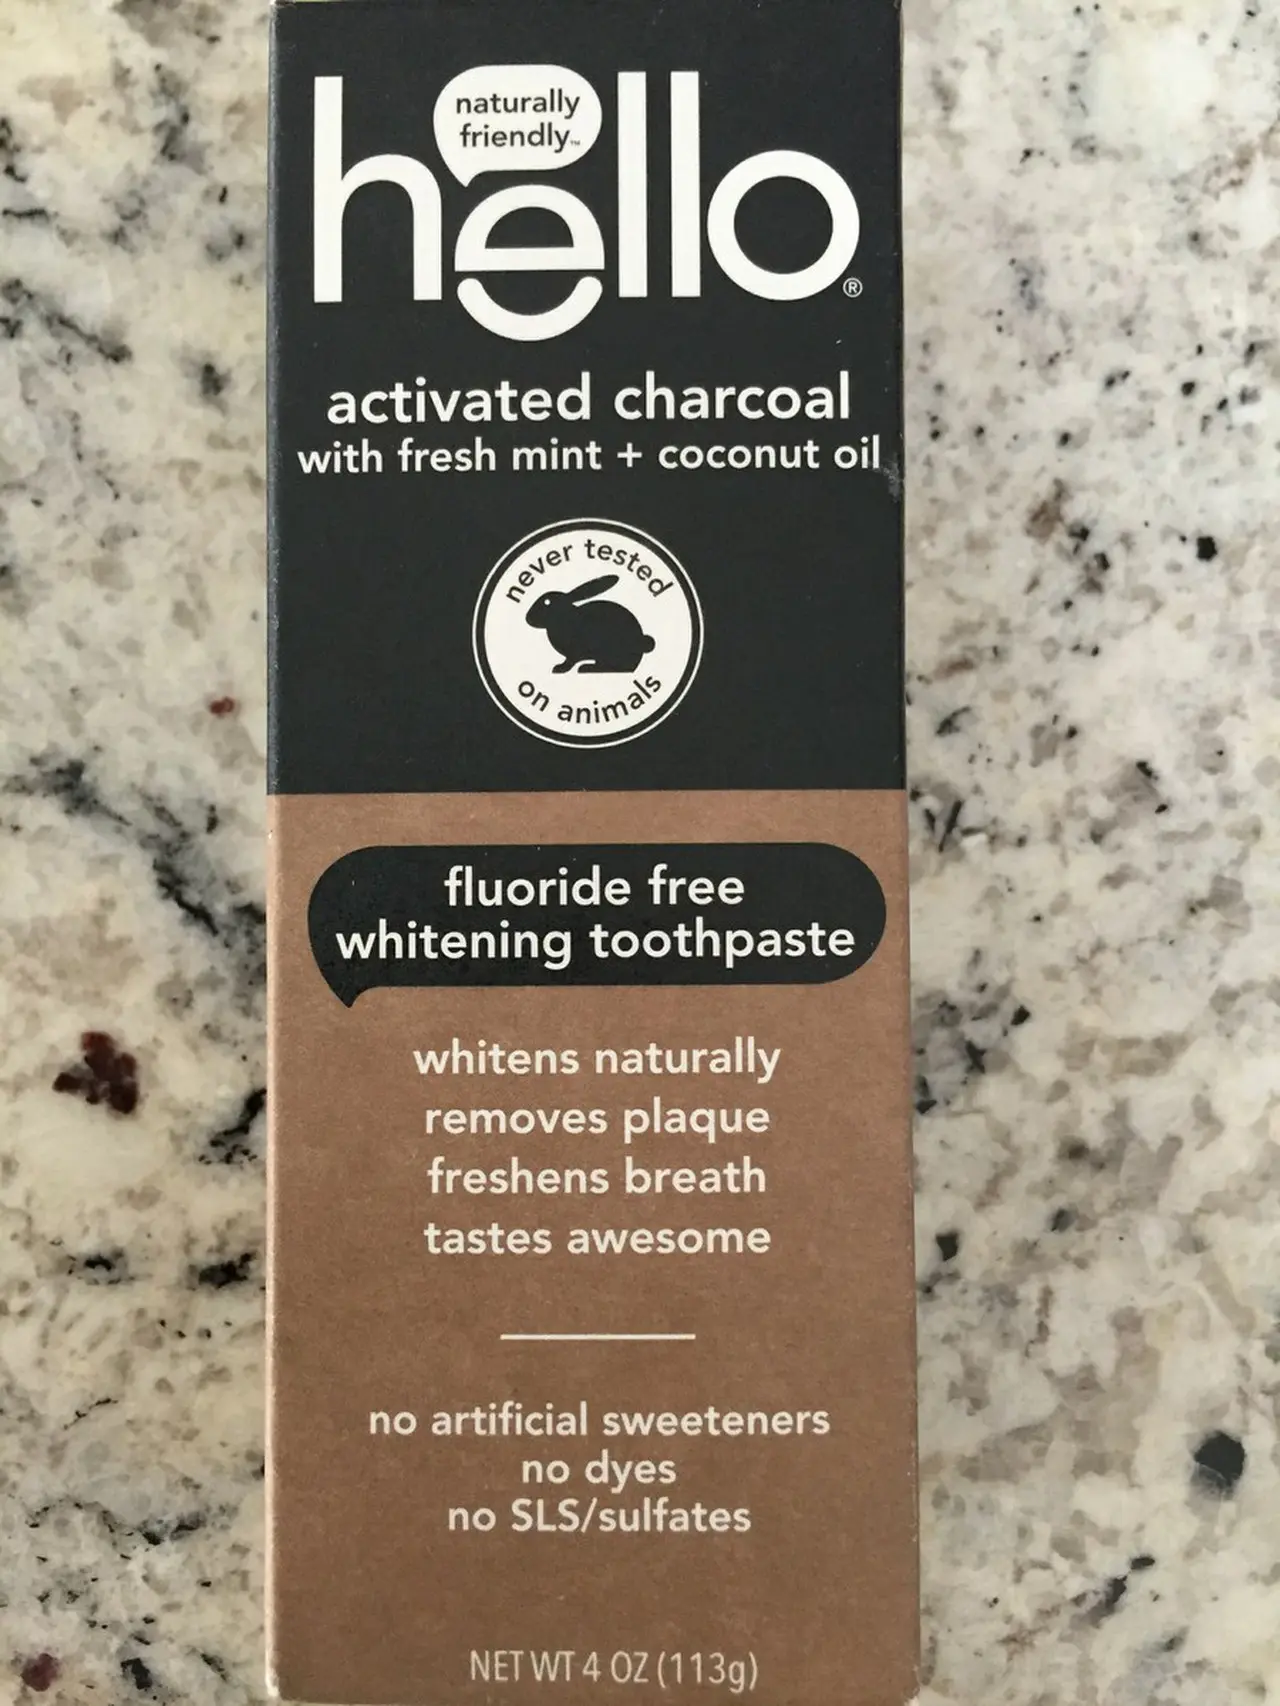 naturally
friendly™
hello®
activated charcoal
with fresh mint + coconut oil
never tested
on animals
fluoride free
whitening toothpaste
whitens naturally
removes plaque
freshens breath
tastes awesome
no artificial sweeteners
no dyes
no SLS/sulfates
NET WT 4 OZ (113g)